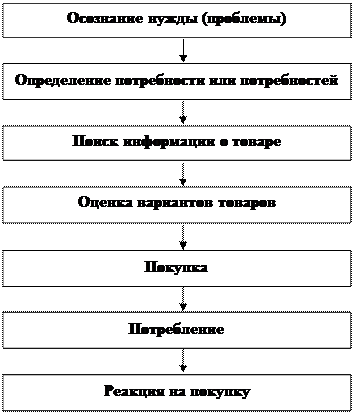 Осознание нужды (проблемы)
Определение потребности или потребностей
Поиск информации о товаре
Оценка вариантов товаров
Покупка
Потребление
Реакция на покупку